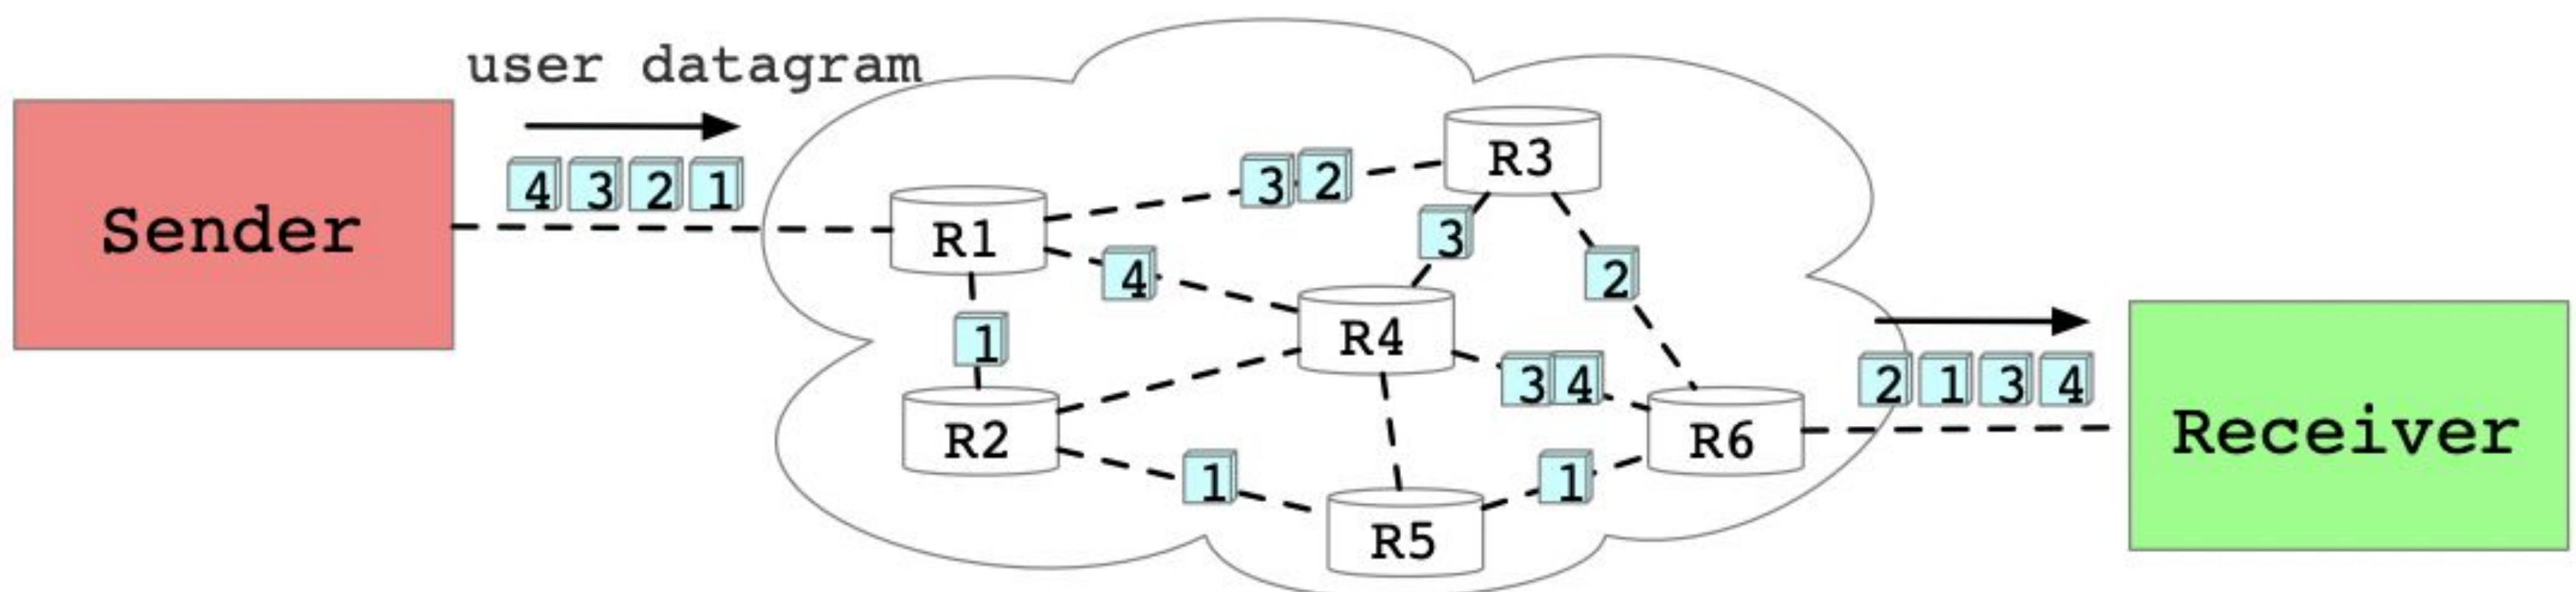 user datagram
Sender
4 3 2 1
R1
3 2
R3
4
3
2
1
R4
3 4
R2
1
1
R5
R6
2 1 3 4
Receiver